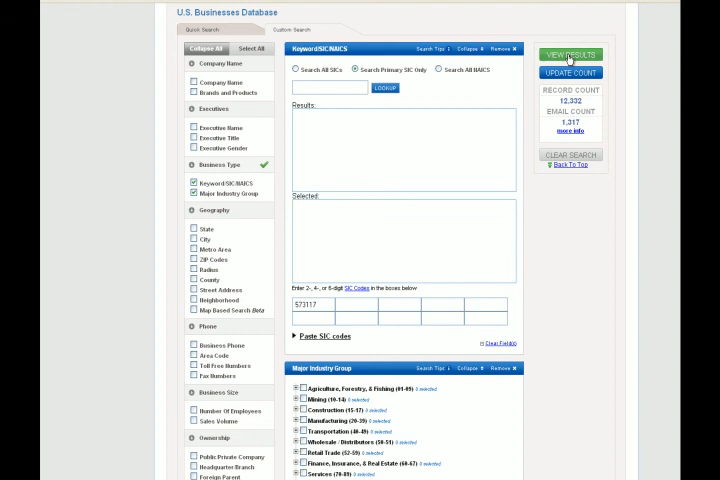 U.S. Businesses Database
Quick Search
Custom Search
Collapse All
Select All
Company Name
Company Name
Brands and Products
Executives
Executive Name
Executive Title
Executive Gender
Business Type
Keyword/SIC/NAICS
Major Industry Group
Geography
State
City
Metro Area
ZIP Codes
Radius
County
Street Address
Neighborhood
Map Based Search Beta
Phone
Business Phone
Area Code
Toll Free Numbers
Fax Numbers
Business Size
Number Of Employees
Sales Volume
Ownership
Public/Private Company
Headquarter/Branch
Foreign Parent
Keyword/SIC/NAICS
Search Tips
Collapse
Remove
Search All SICs
Search Primary SIC Only
Search All NAICS
LOOKUP
Results:
Selected:
Enter 2-, 4-, or 6-digit SIC Codes in the boxes below
573117
Paste SIC codes
Clear Field(s)
Major Industry Group
Search Tips
Collapse
Remove
Agriculture, Forestry, & Fishing (01-09) 0 selected
Mining (10-14) 0 selected
Construction (15-17) 0 selected
Manufacturing (20-39) 0 selected
Transportation (40-49) 0 selected
Wholesale / Distributors (50-51) 0 selected
Retail Trade (52-59) 0 selected
Finance, Insurance, & Real Estate (60-67) 0 selected
Services (70-89) 0 selected
VIEW RESULTS
UPDATE COUNT
RECORD COUNT
12,332
EMAIL COUNT
1,317
more info
CLEAR SEARCH
Back To Top